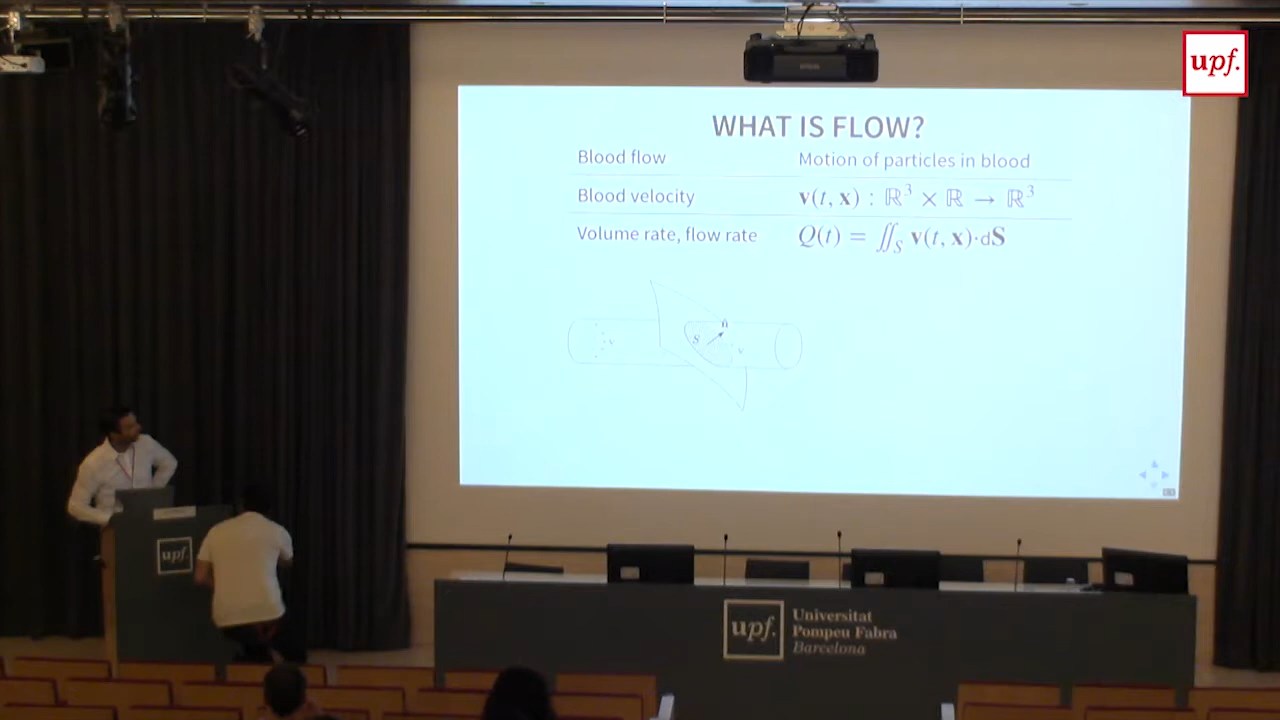 upf.
WHAT IS FLOW?
Blood flow Motion of particles in blood
Blood velocity v(t, x) : ℝ³ × ℝ → ℝ³
Volume rate, flow rate Q(t) = ∬_S v(t, x)·dS
n
S
v
v
upf.
upf.
Universitat
Pompeu Fabra
Barcelona